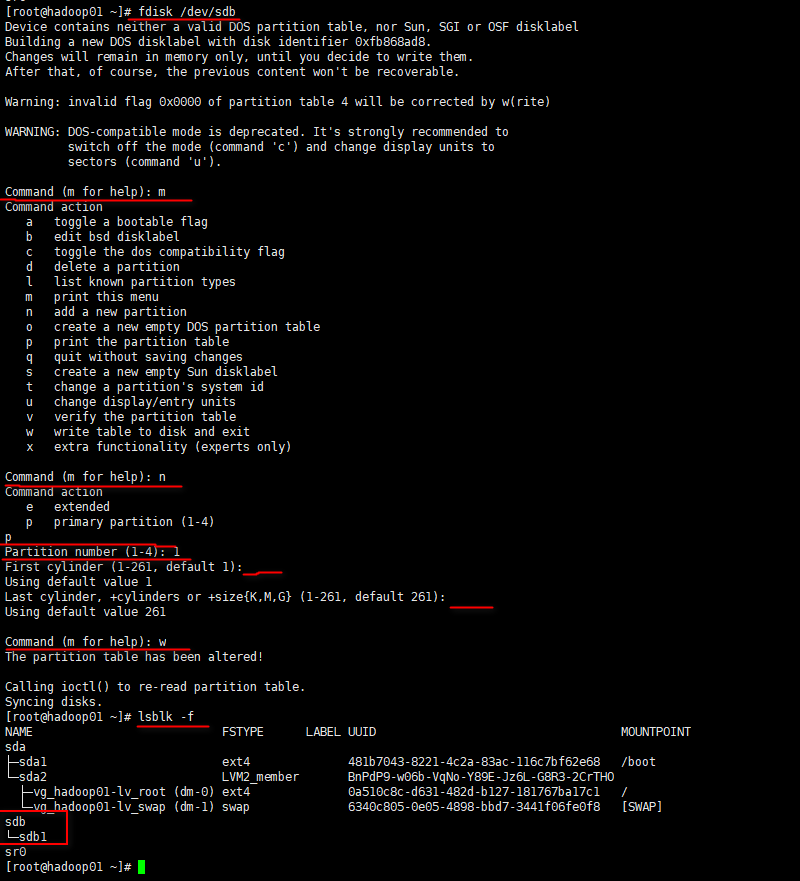 [root@hadoop01 ~]# fdisk /dev/sdb
Device contains neither a valid DOS partition table, nor Sun, SGI or OSF disklabel
Building a new DOS disklabel with disk identifier 0xfb868ad8.
Changes will remain in memory only, until you decide to write them.
After that, of course, the previous content won't be recoverable.

Warning: invalid flag 0x0000 of partition table 4 will be corrected by w(rite)

WARNING: DOS-compatible mode is deprecated. It's strongly recommended to
         switch off the mode (command 'c') and change display units to
         sectors (command 'u').

Command (m for help): m
Command action
   a   toggle a bootable flag
   b   edit bsd disklabel
   c   toggle the dos compatibility flag
   d   delete a partition
   l   list known partition types
   m   print this menu
   n   add a new partition
   o   create a new empty DOS partition table
   p   print the partition table
   q   quit without saving changes
   s   create a new empty Sun disklabel
   t   change a partition's system id
   u   change display/entry units
   v   verify the partition table
   w   write table to disk and exit
   x   extra functionality (experts only)

Command (m for help): n
Command action
   e   extended
   p   primary partition (1-4)
p
Partition number (1-4): 1
First cylinder (1-261, default 1):
Using default value 1
Last cylinder, +cylinders or +size{K,M,G} (1-261, default 261):
Using default value 261

Command (m for help): w
The partition table has been altered!

Calling ioctl() to re-read partition table.
Syncing disks.
[root@hadoop01 ~]# lsblk -f
NAME                           FSTYPE      LABEL UUID                                   MOUNTPOINT
sda
├─sda1                         ext4              481b7043-8221-4c2a-83ac-116c7bf62e68   /boot
└─sda2                         LVM2_member       BnPdP9-w06b-VqNo-Y89E-Jz6L-G8R3-2CrTHO
  ├─vg_hadoop01-lv_root (dm-0) ext4              0a510c8c-d631-482d-b127-181767ba17c1   /
  └─vg_hadoop01-lv_swap (dm-1) swap              6340c805-0e05-4898-bbd7-3441f06fe0f8   [SWAP]
sdb
└─sdb1
sr0
[root@hadoop01 ~]#